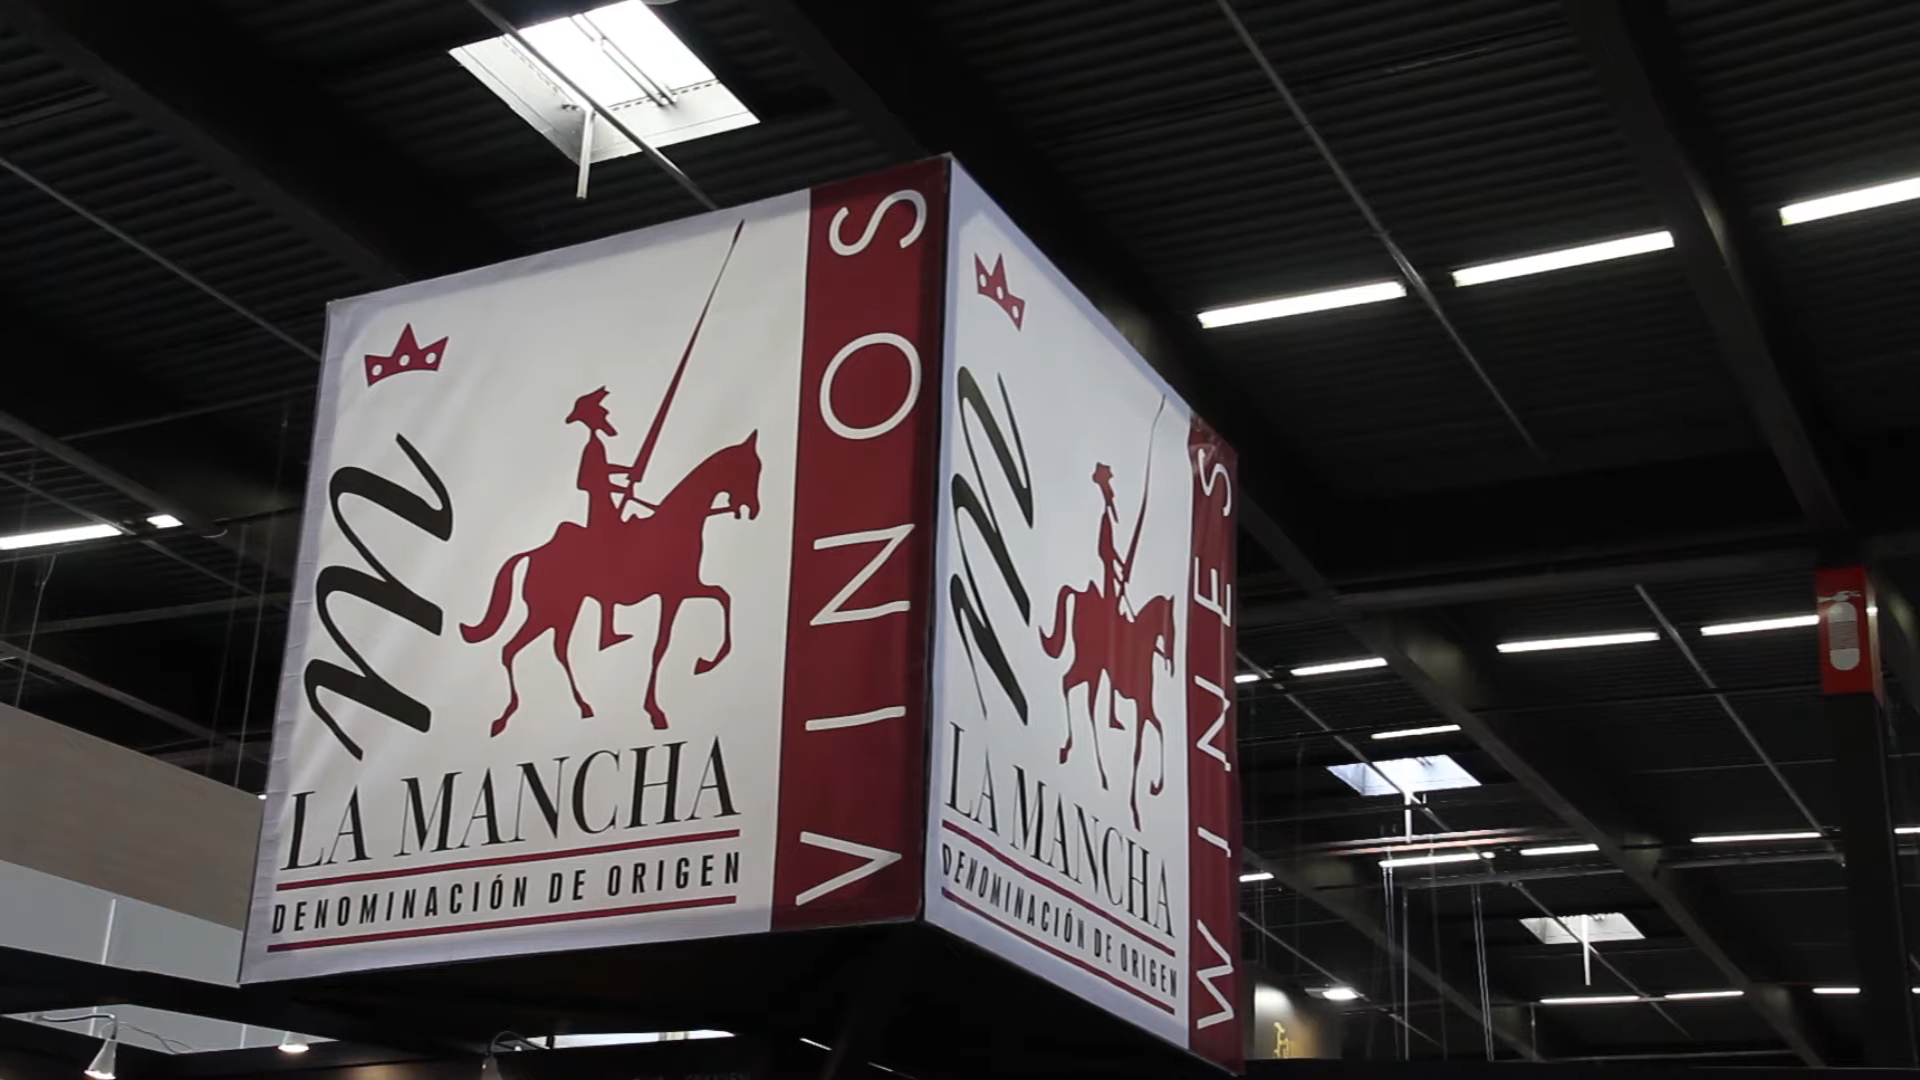 m
LA MANCHA
DENOMINACIÓN DE ORIGEN
VINOS
m
LA MANCHA
DENOMINACIÓN DE ORIGEN
WINES